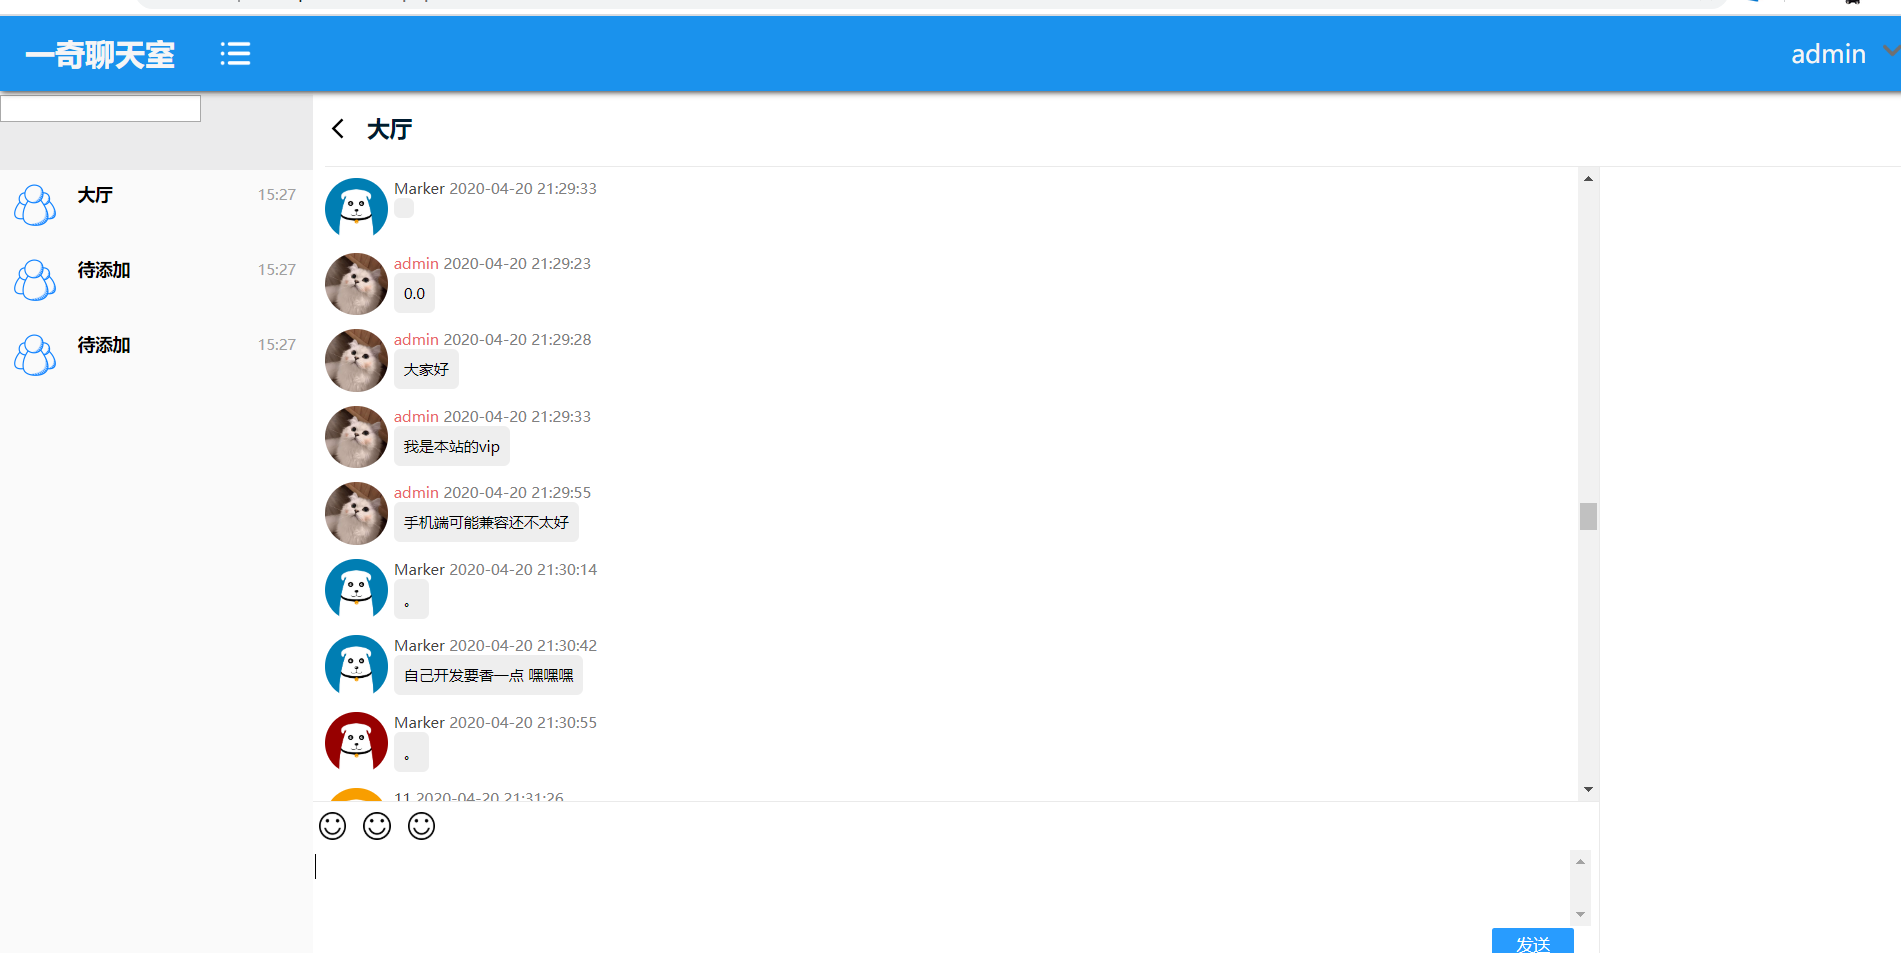 一奇聊天室
admin
大厅 15:27
待添加 15:27
待添加 15:27
大厅
Marker 2020-04-20 21:29:33
admin 2020-04-20 21:29:23
0.0
admin 2020-04-20 21:29:28
大家好
admin 2020-04-20 21:29:33
我是本站的vip
admin 2020-04-20 21:29:55
手机端可能兼容还不太好
Marker 2020-04-20 21:30:14
。
Marker 2020-04-20 21:30:42
自己开发要香一点 嘿嘿嘿
Marker 2020-04-20 21:30:55
。
11 2020-04-20 21:31:26
发送